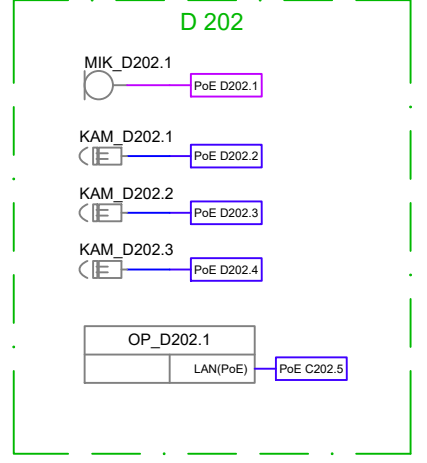 D 202
MIK_D202.1
PoE D202.1
KAM_D202.1
PoE D202.2
KAM_D202.2
PoE D202.3
KAM_D202.3
PoE D202.4
OP_D202.1
LAN(PoE)
PoE C202.5